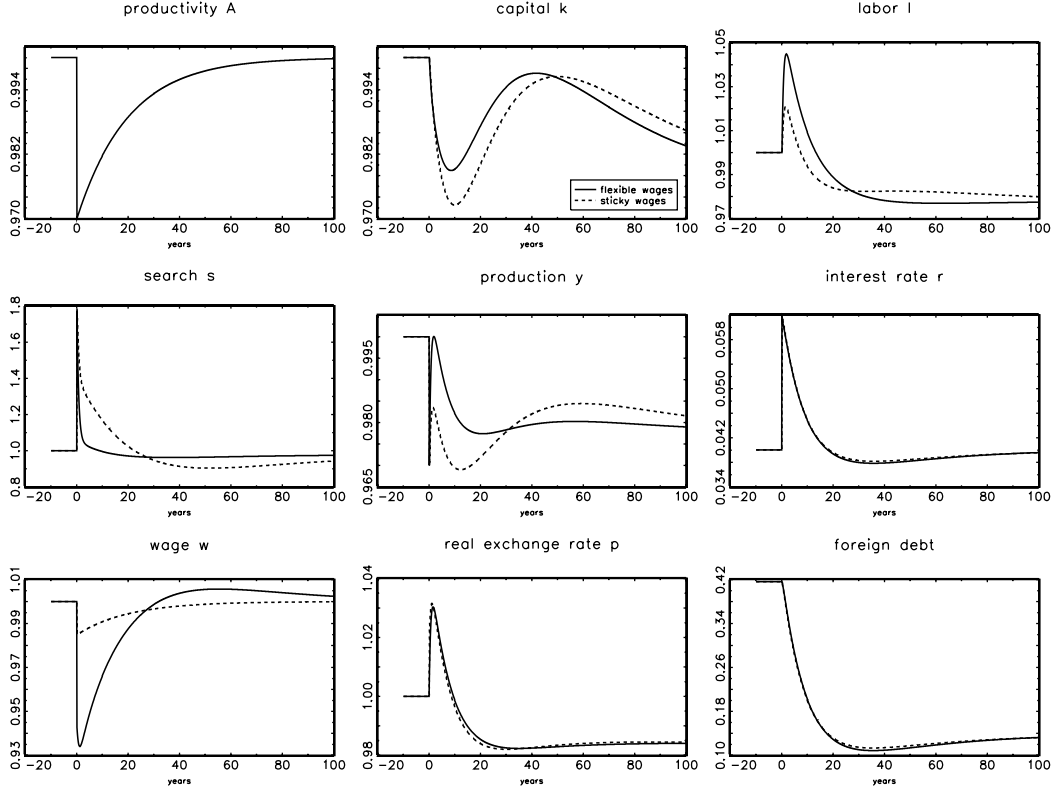 productivity A
capital k
labor l
0.970 0.982 0.994
−20 0 20 40 60 80 100
years
0.970 0.982 0.994
flexible wages
sticky wages
−20 0 20 40 60 80 100
years
0.97 0.99 1.01 1.03 1.05
−20 0 20 40 60 80 100
years
search s
production y
interest rate r
0.8 1.0 1.2 1.4 1.6 1.8
−20 0 20 40 60 80 100
years
0.965 0.980 0.995
−20 0 20 40 60 80 100
years
0.034 0.042 0.050 0.058
−20 0 20 40 60 80 100
years
wage w
real exchange rate p
foreign debt
0.93 0.95 0.97 0.99 1.01
−20 0 20 40 60 80 100
years
0.98 1.00 1.02 1.04
−20 0 20 40 60 80 100
years
0.10 0.18 0.26 0.34 0.42
−20 0 20 40 60 80 100
years